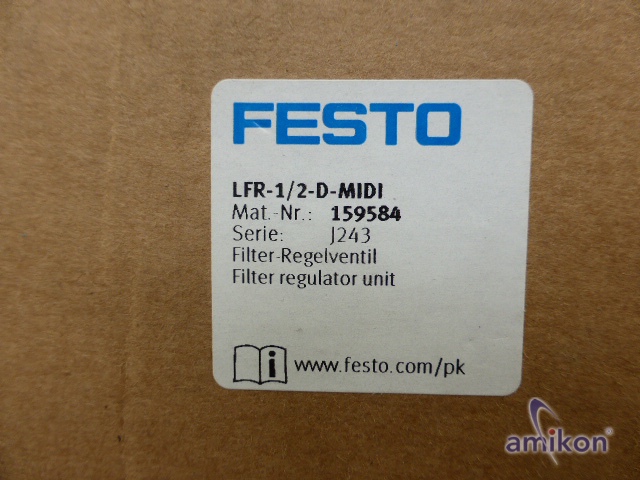 FESTO
LFR-1/2-D-MIDI
Mat.-Nr.: 159584
Serie: J243
Filter-Regelventil
Filter regulator unit
i www.festo.com/pk
amikon®